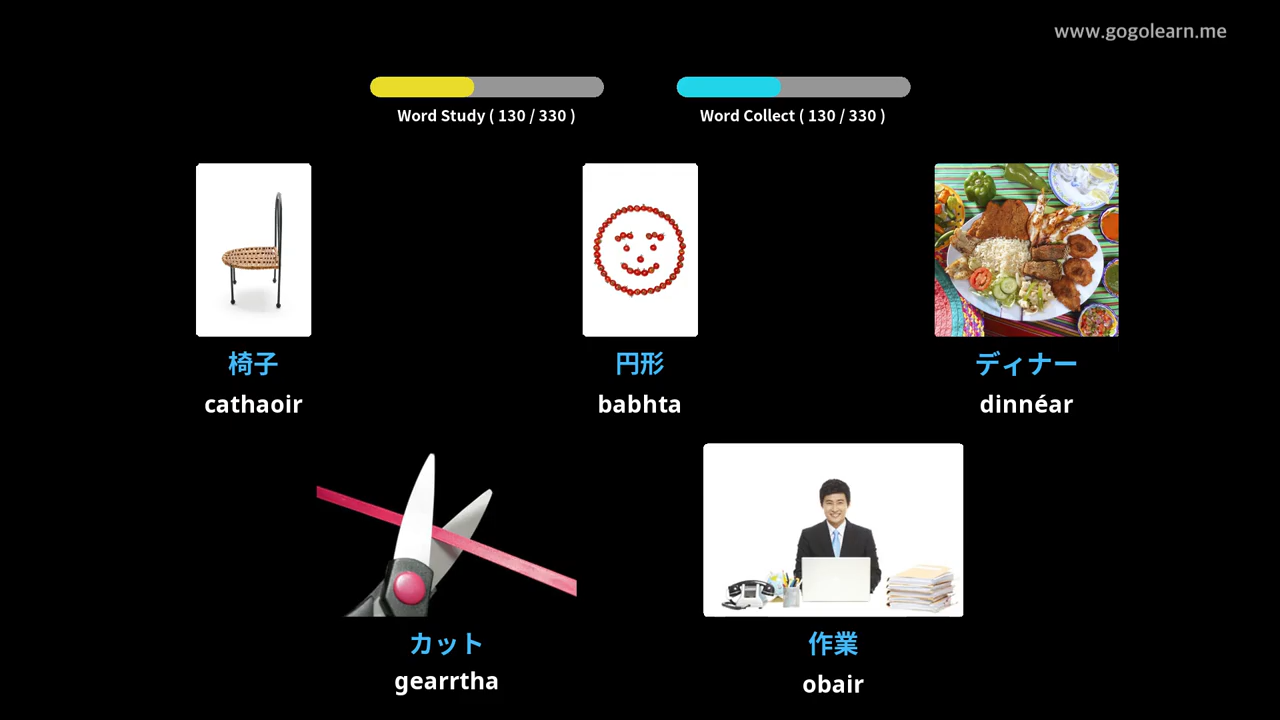 www.gogolearn.me
Word Study ( 130 / 330 )
Word Collect ( 130 / 330 )
椅子
円形
ディナー
cathaoir
babhta
dinnéar
カット
作業
gearrtha
obair